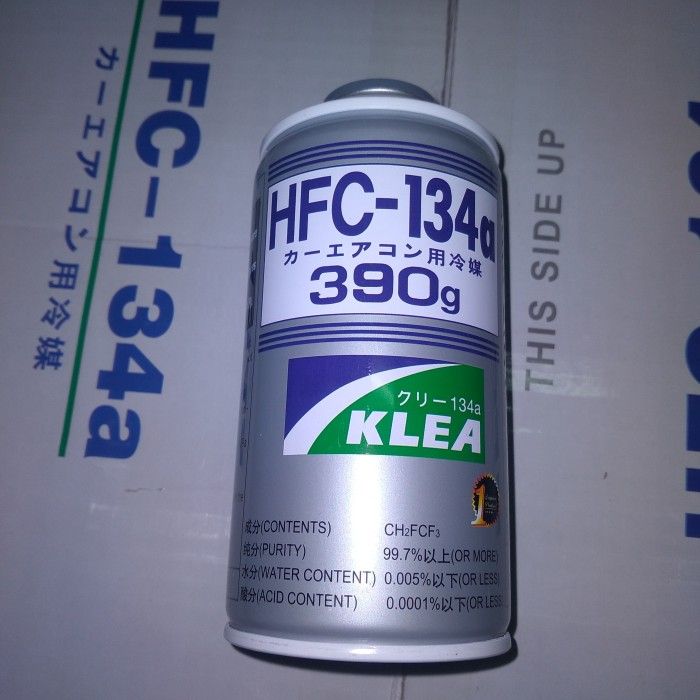 HFC-134a
カーエアコン用冷媒
THIS SIDE UP
HFC-134a
カーエアコン用冷媒
390g
クリー134a
KLEA
1
成分(CONTENTS) CH₂FCF₃
純分(PURITY) 99.7%以上(OR MORE)
水分(WATER CONTENT) 0.005%以下(OR LESS)
酸分(ACID CONTENT) 0.0001%以下(OR LESS